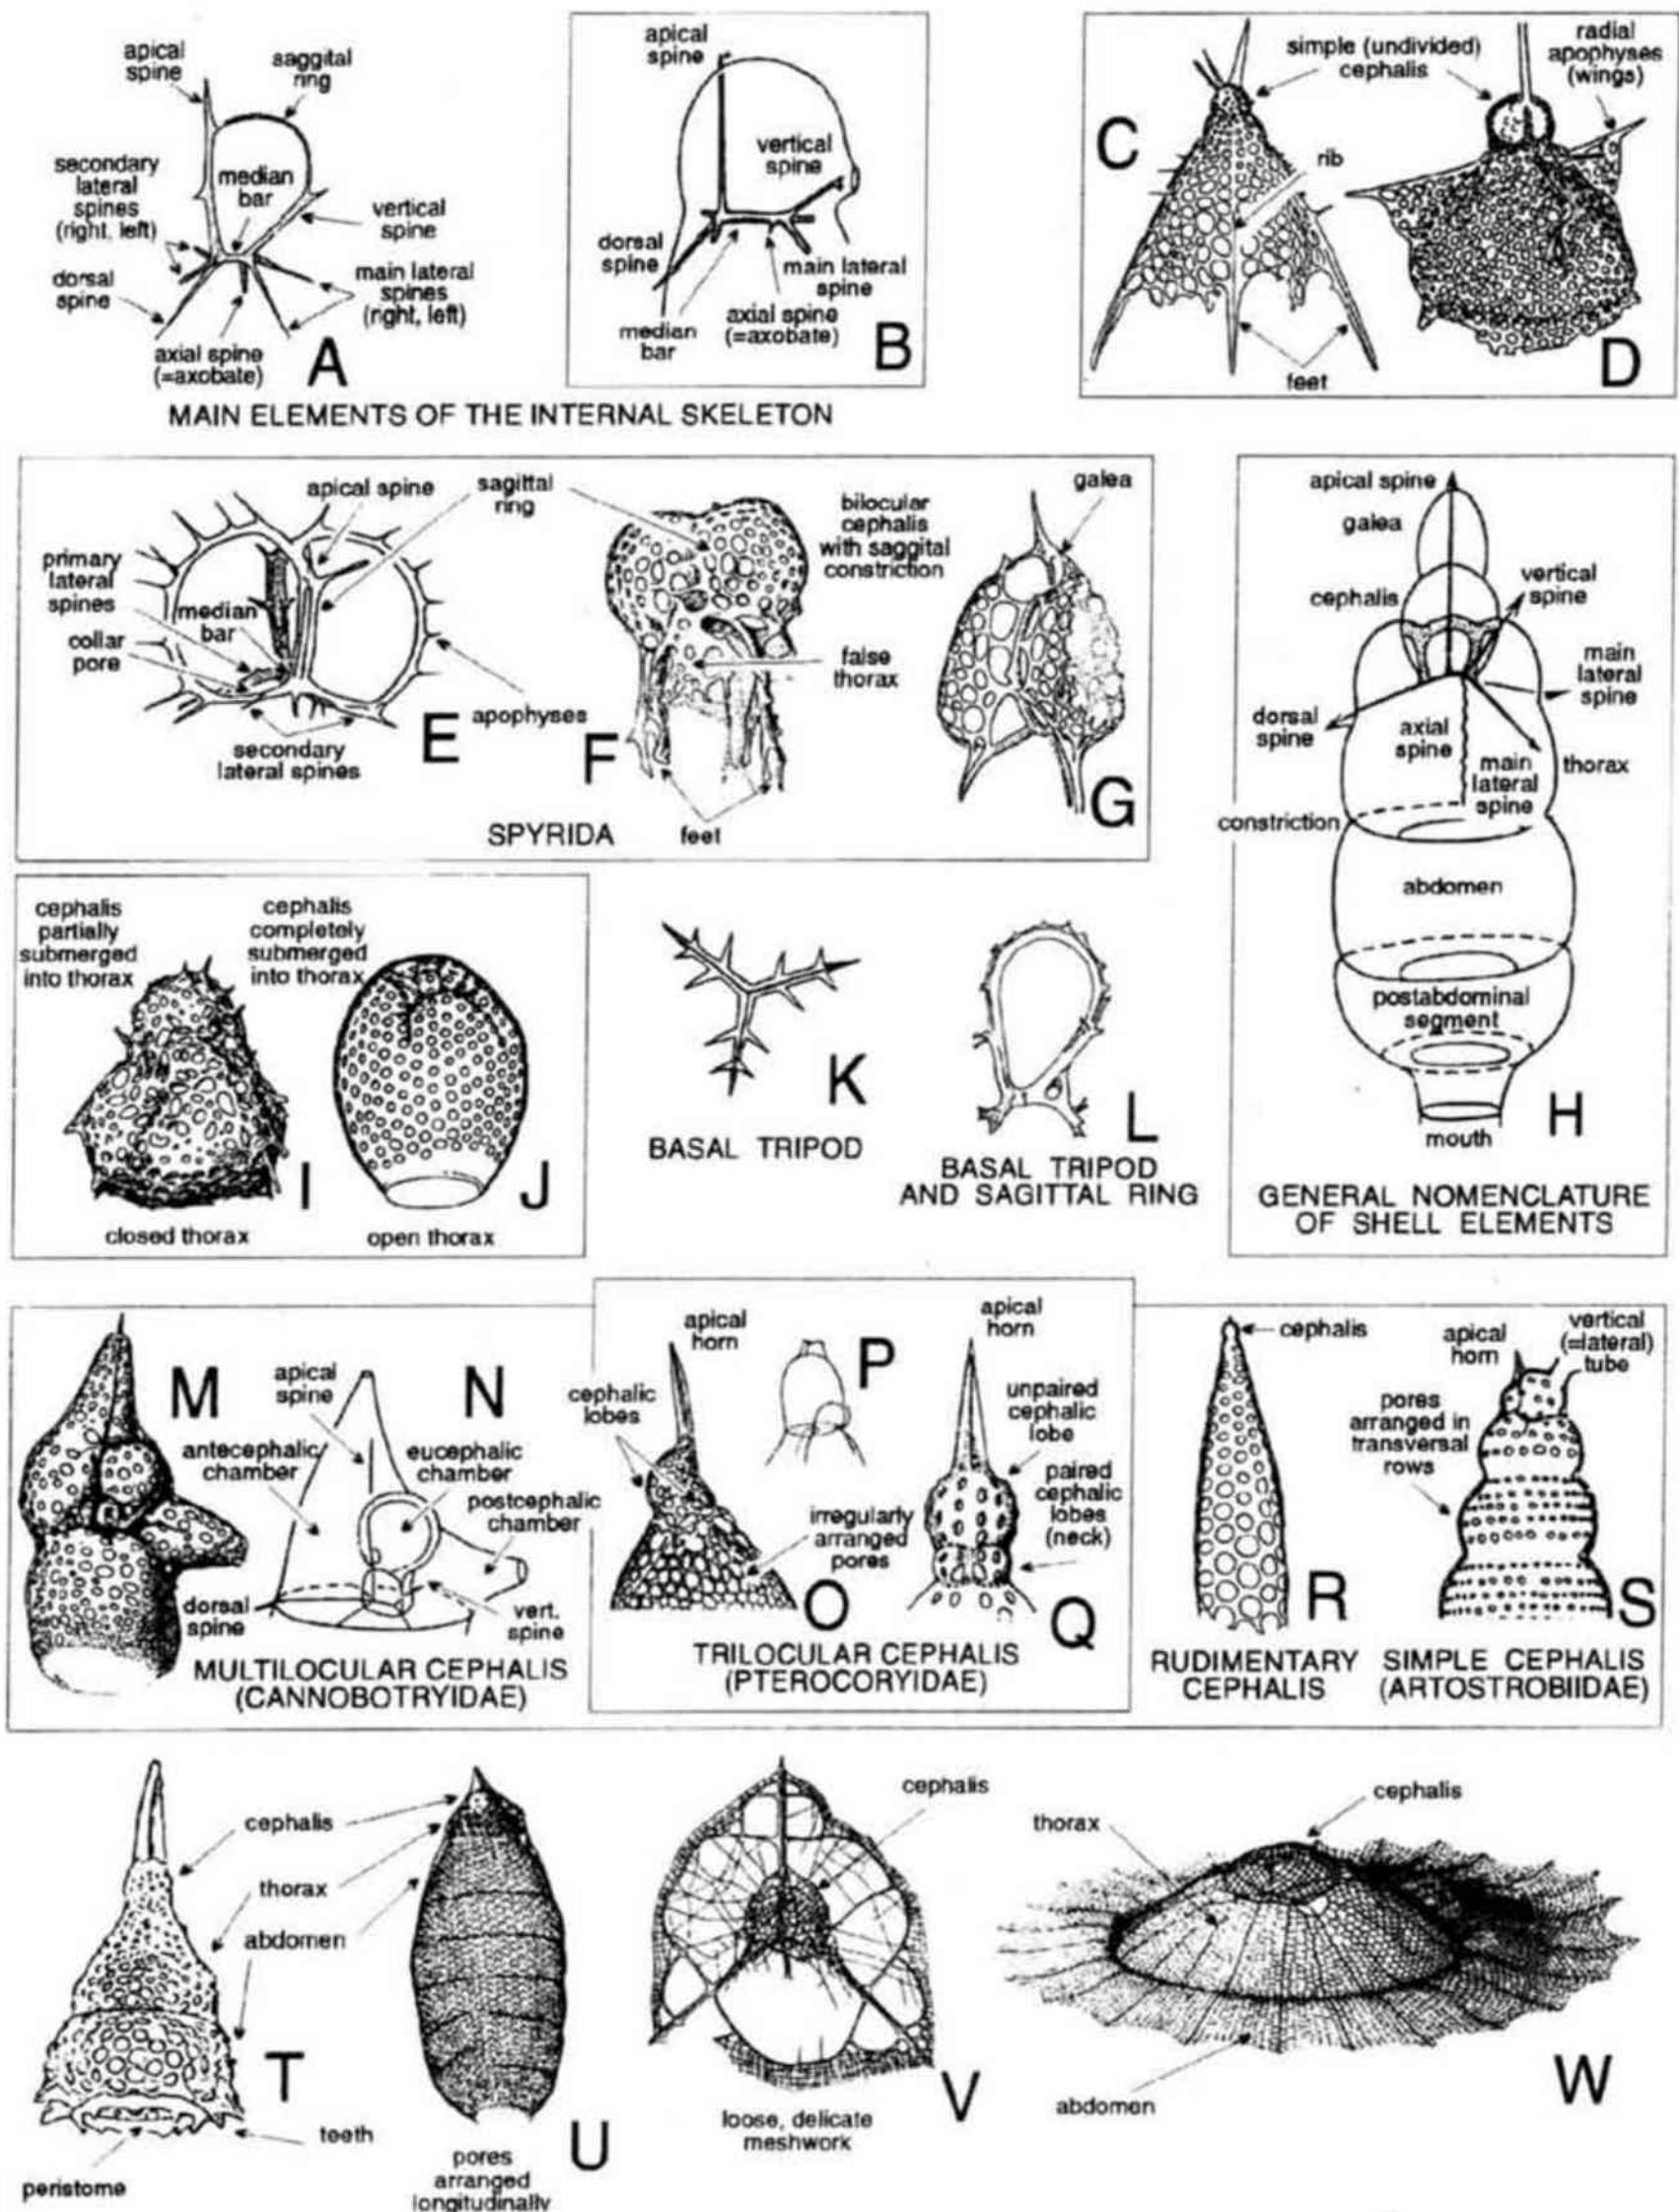 apical
spine
saggital
ring
secondary
lateral
spines
(right, left)
median
bar
vertical
spine
dorsal
spine
main lateral
spines
(right, left)
axial spine
(=axobate)
A
apical
spine
vertical
spine
dorsal
spine
main lateral
spine
median
bar
axial spine
(=axobate)
B
MAIN ELEMENTS OF THE INTERNAL SKELETON
C
simple (undivided)
cephalis
radial
apophyses
(wings)
rib
feet
D
apical spine
sagittal
ring
primary
lateral
spines
median
bar
collar
pore
E
apophyses
secondary
lateral spines
bilocular
cephalis
with saggital
constriction
false
thorax
F
feet
galea
G
SPYRIDA
apical spine
galea
cephalis
vertical
spine
main
lateral
spine
dorsal
spine
axial
spine
main
lateral
spine
thorax
constriction
abdomen
postabdominal
segment
mouth
H
GENERAL NOMENCLATURE
OF SHELL ELEMENTS
cephalis
partially
submerged
into thorax
cephalis
completely
submerged
into thorax
I
J
closed thorax
open thorax
K
BASAL TRIPOD
L
BASAL TRIPOD
AND SAGITTAL RING
M
apical
spine
N
antecephalic
chamber
eucephalic
chamber
postcephalic
chamber
dorsal
spine
vert.
spine
MULTILOCULAR CEPHALIS
(CANNOBOTRYIDAE)
apical
horn
cephalic
lobes
P
apical
horn
unpaired
cephalic
lobe
paired
cephalic
lobes
(neck)
irregularly
arranged
pores
O
Q
TRILOCULAR CEPHALIS
(PTEROCORYIDAE)
cephalis
apical
horn
vertical
(=lateral)
tube
pores
arranged in
transversal
rows
R
S
RUDIMENTARY
CEPHALIS
SIMPLE CEPHALIS
(ARTOSTROBIIDAE)
cephalis
thorax
abdomen
T
teeth
peristome
U
pores
arranged
longitudinally
cephalis
V
loose, delicate
meshwork
thorax
cephalis
abdomen
W